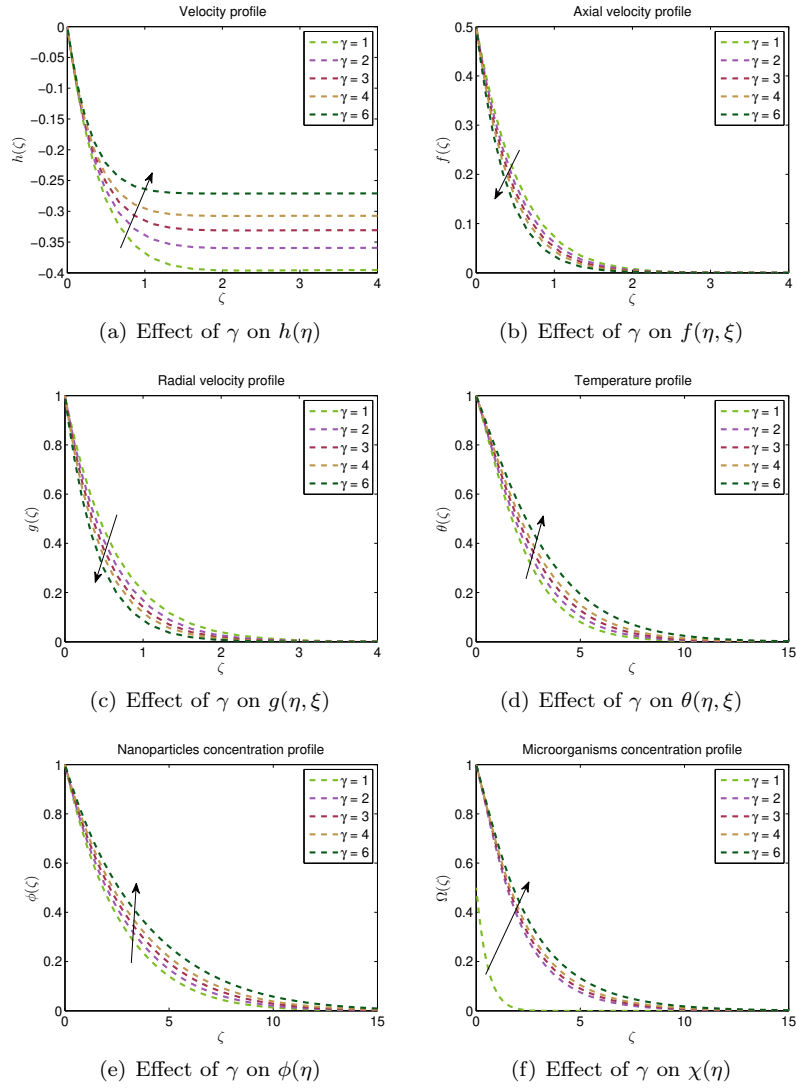 Velocity profile
0
−0.05
−0.1
−0.15
−0.2
−0.25
−0.3
−0.35
−0.4
h(ζ)
0 1 2 3 4
ζ
γ = 1
γ = 2
γ = 3
γ = 4
γ = 6
(a) Effect of γ on h(η)
Axial velocity profile
0.5
0.4
0.3
0.2
0.1
0
f(ζ)
0 1 2 3 4
ζ
γ = 1
γ = 2
γ = 3
γ = 4
γ = 6
(b) Effect of γ on f(η, ξ)
Radial velocity profile
1
0.8
0.6
0.4
0.2
0
g(ζ)
0 1 2 3 4
ζ
γ = 1
γ = 2
γ = 3
γ = 4
γ = 6
(c) Effect of γ on g(η, ξ)
Temperature profile
1
0.8
0.6
0.4
0.2
0
θ(ζ)
0 5 10 15
ζ
γ = 1
γ = 2
γ = 3
γ = 4
γ = 6
(d) Effect of γ on θ(η, ξ)
Nanoparticles concentration profile
1
0.8
0.6
0.4
0.2
0
ϕ(ζ)
0 5 10 15
ζ
γ = 1
γ = 2
γ = 3
γ = 4
γ = 6
(e) Effect of γ on ϕ(η)
Microorganisms concentration profile
1
0.8
0.6
0.4
0.2
0
Ω(ζ)
0 5 10 15
ζ
γ = 1
γ = 2
γ = 3
γ = 4
γ = 6
(f) Effect of γ on χ(η)